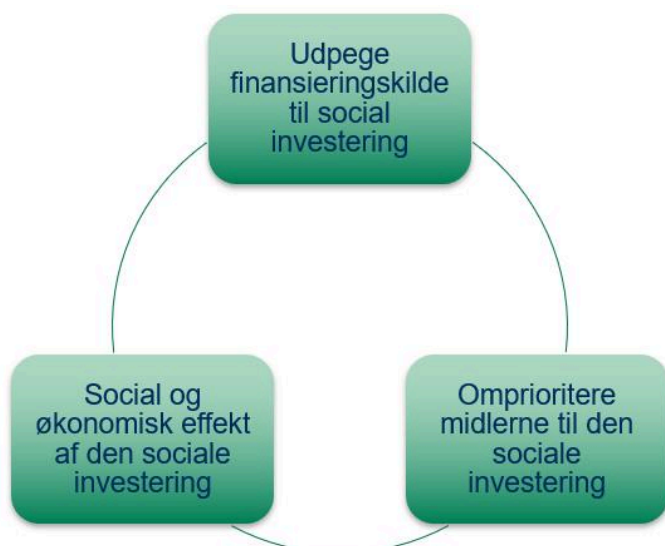 Udpege
finansieringskilde
til social
investering
Social og
økonomisk effekt
af den sociale
investering
Omprioritere
midlerne til den
sociale
investering